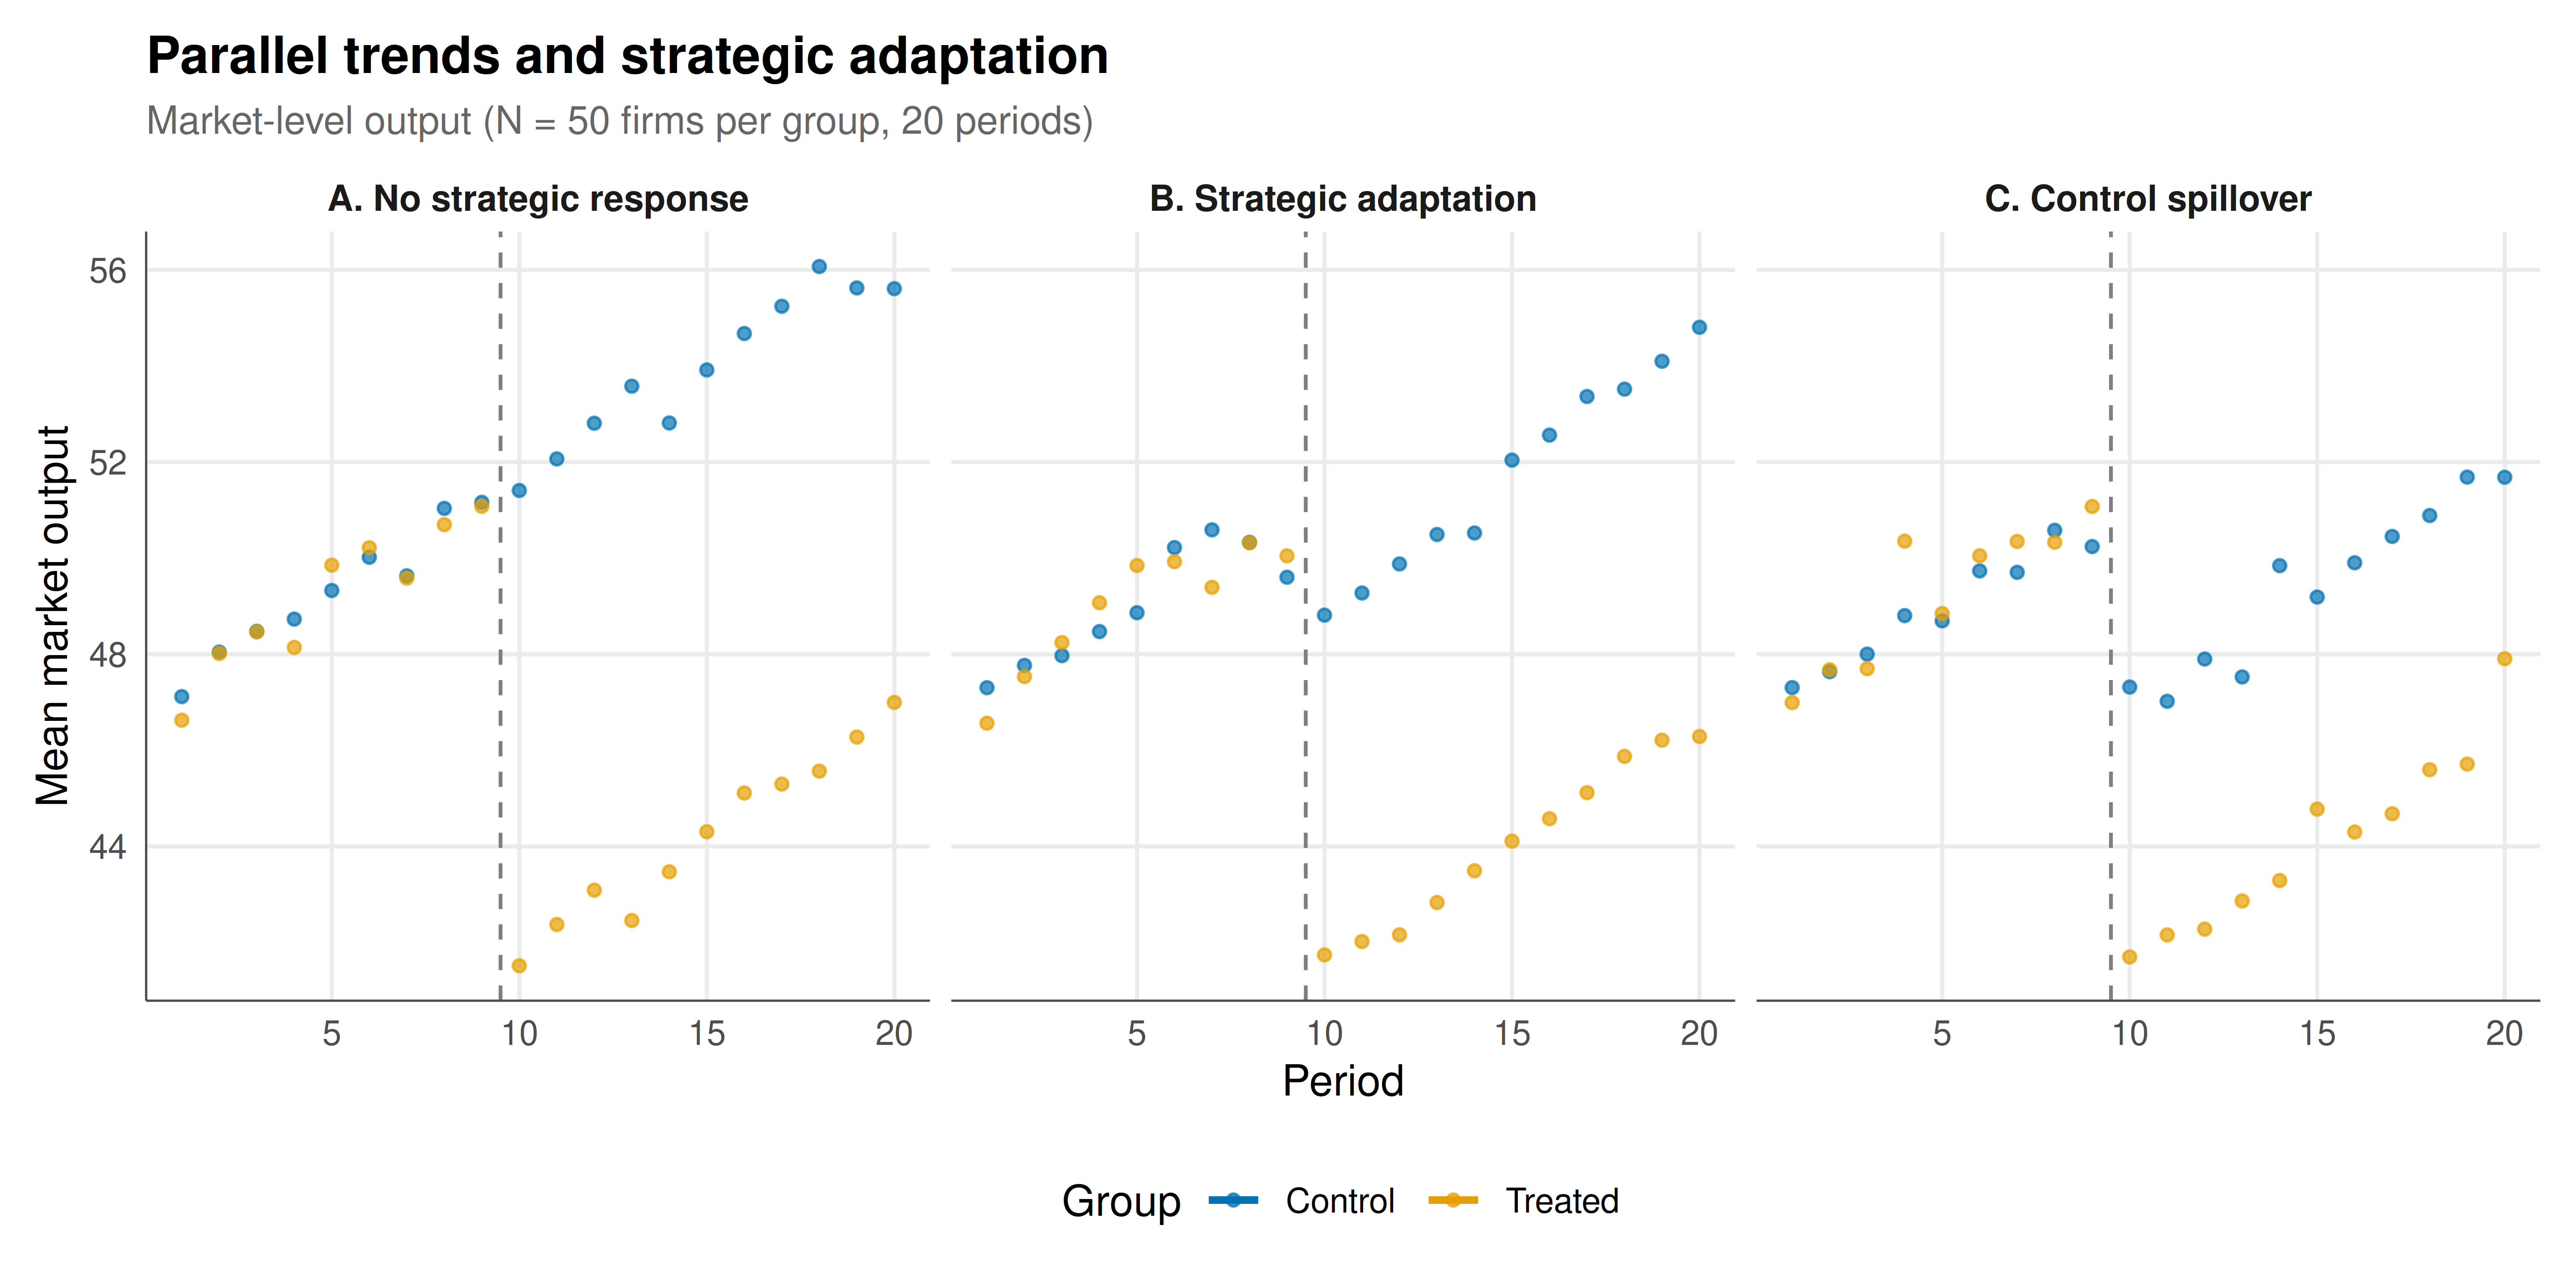 Parallel trends and strategic adaptation
Market-level output (N = 50 firms per group, 20 periods)
A. No strategic response
B. Strategic adaptation
C. Control spillover
Mean market output
56
52
48
44
5 10 15 20
5 10 15 20
5 10 15 20
Period
Group Control Treated